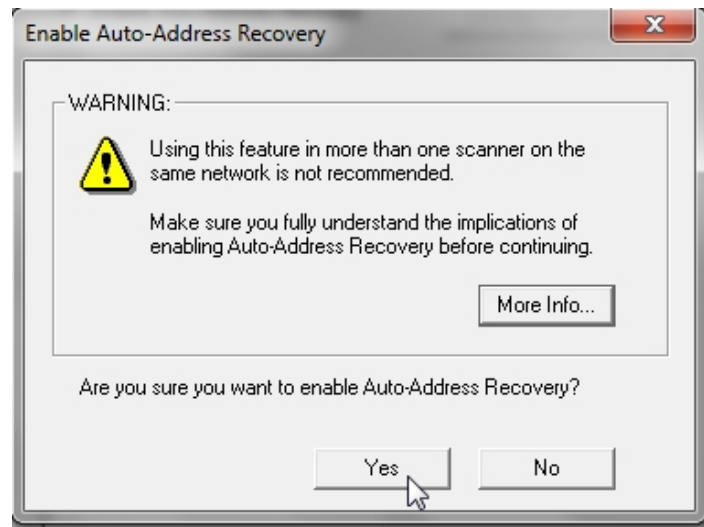 Enable Auto-Address Recovery
WARNING:
Using this feature in more than one scanner on the
same network is not recommended.
Make sure you fully understand the implications of
enabling Auto-Address Recovery before continuing.
More Info...
Are you sure you want to enable Auto-Address Recovery?
Yes No